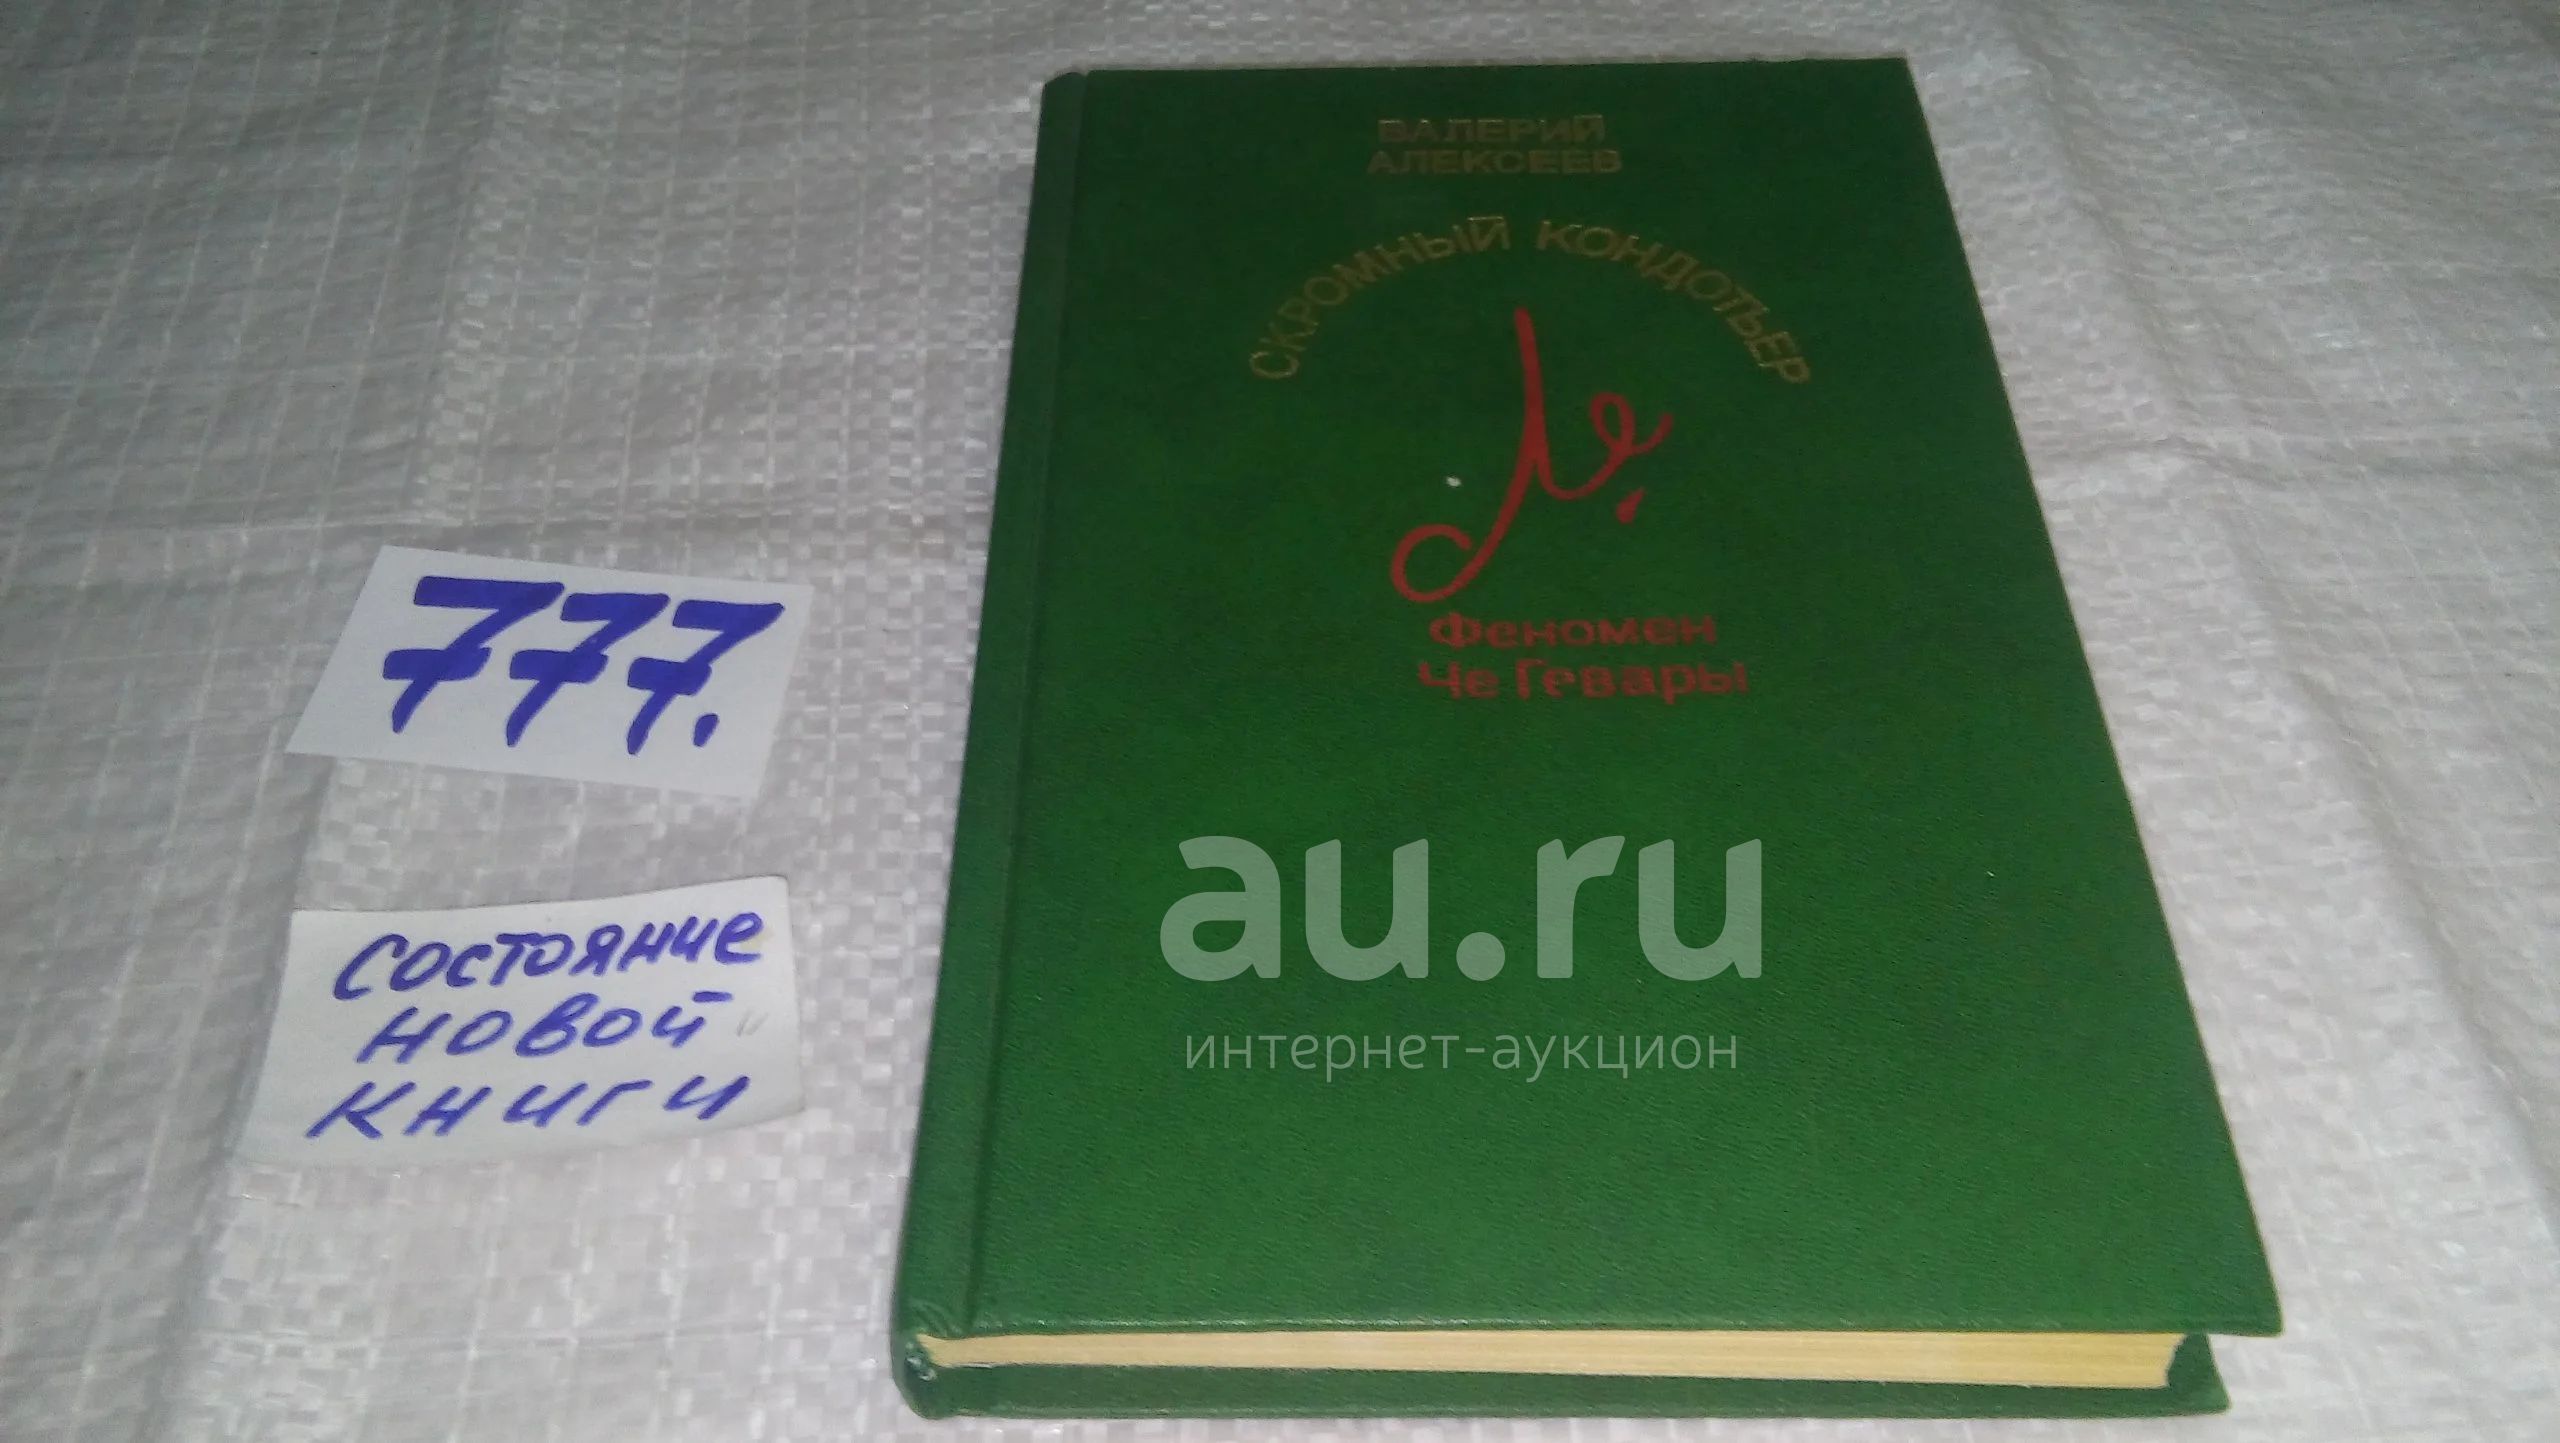 ВАЛЕРИЙ
АЛЕКСЕЕВ
СКРОМНЫЙ КОНДОТЬЕР
Феномен
Че Гевары
777.
состояние
новой
книги
au.ru
интернет-аукцион